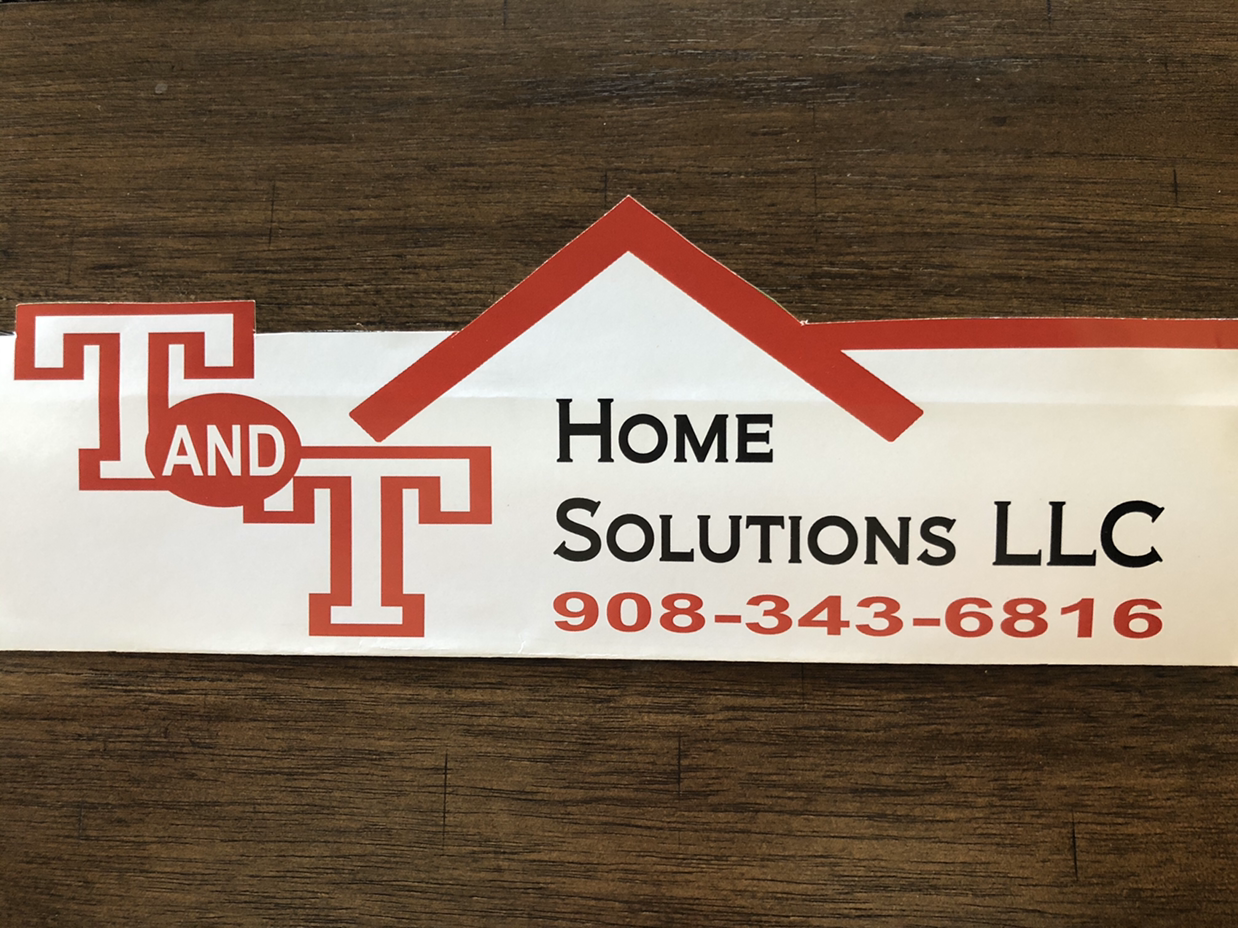 T AND T
HOME
SOLUTIONS LLC
908-343-6816